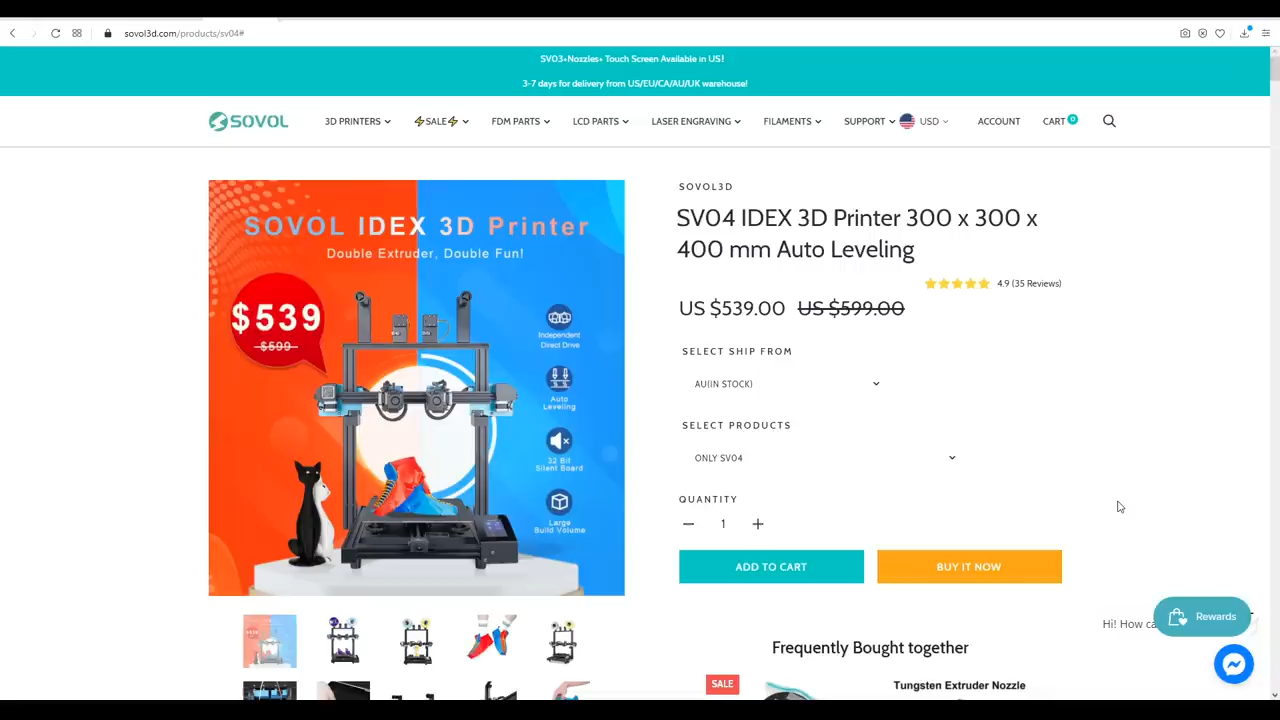 sovol3d.com/products/sv04#
SV03+Nozzles+ Touch Screen Available in US!
3-7 days for delivery from US/EU/CA/AU/UK warehouse!
SOVOL
3D PRINTERS
⚡SALE⚡
FDM PARTS
LCD PARTS
LASER ENGRAVING
FILAMENTS
SUPPORT
USD
ACCOUNT
CART 0
SOVOL IDEX 3D Printer
Double Extruder, Double Fun!
$539
$599
Independent
Direct Drive
Auto
Leveling
32 Bit
Silent Board
Large
Build Volume
SOVOL3D
SV04 IDEX 3D Printer 300 x 300 x
400 mm Auto Leveling
4.9 (35 Reviews)
US $539.00 US $599.00
SELECT SHIP FROM
AU(IN STOCK)
SELECT PRODUCTS
ONLY SV04
QUANTITY
1
ADD TO CART
BUY IT NOW
Hi! How
Rewards
Frequently Bought together
SALE
Tungsten Extruder Nozzle